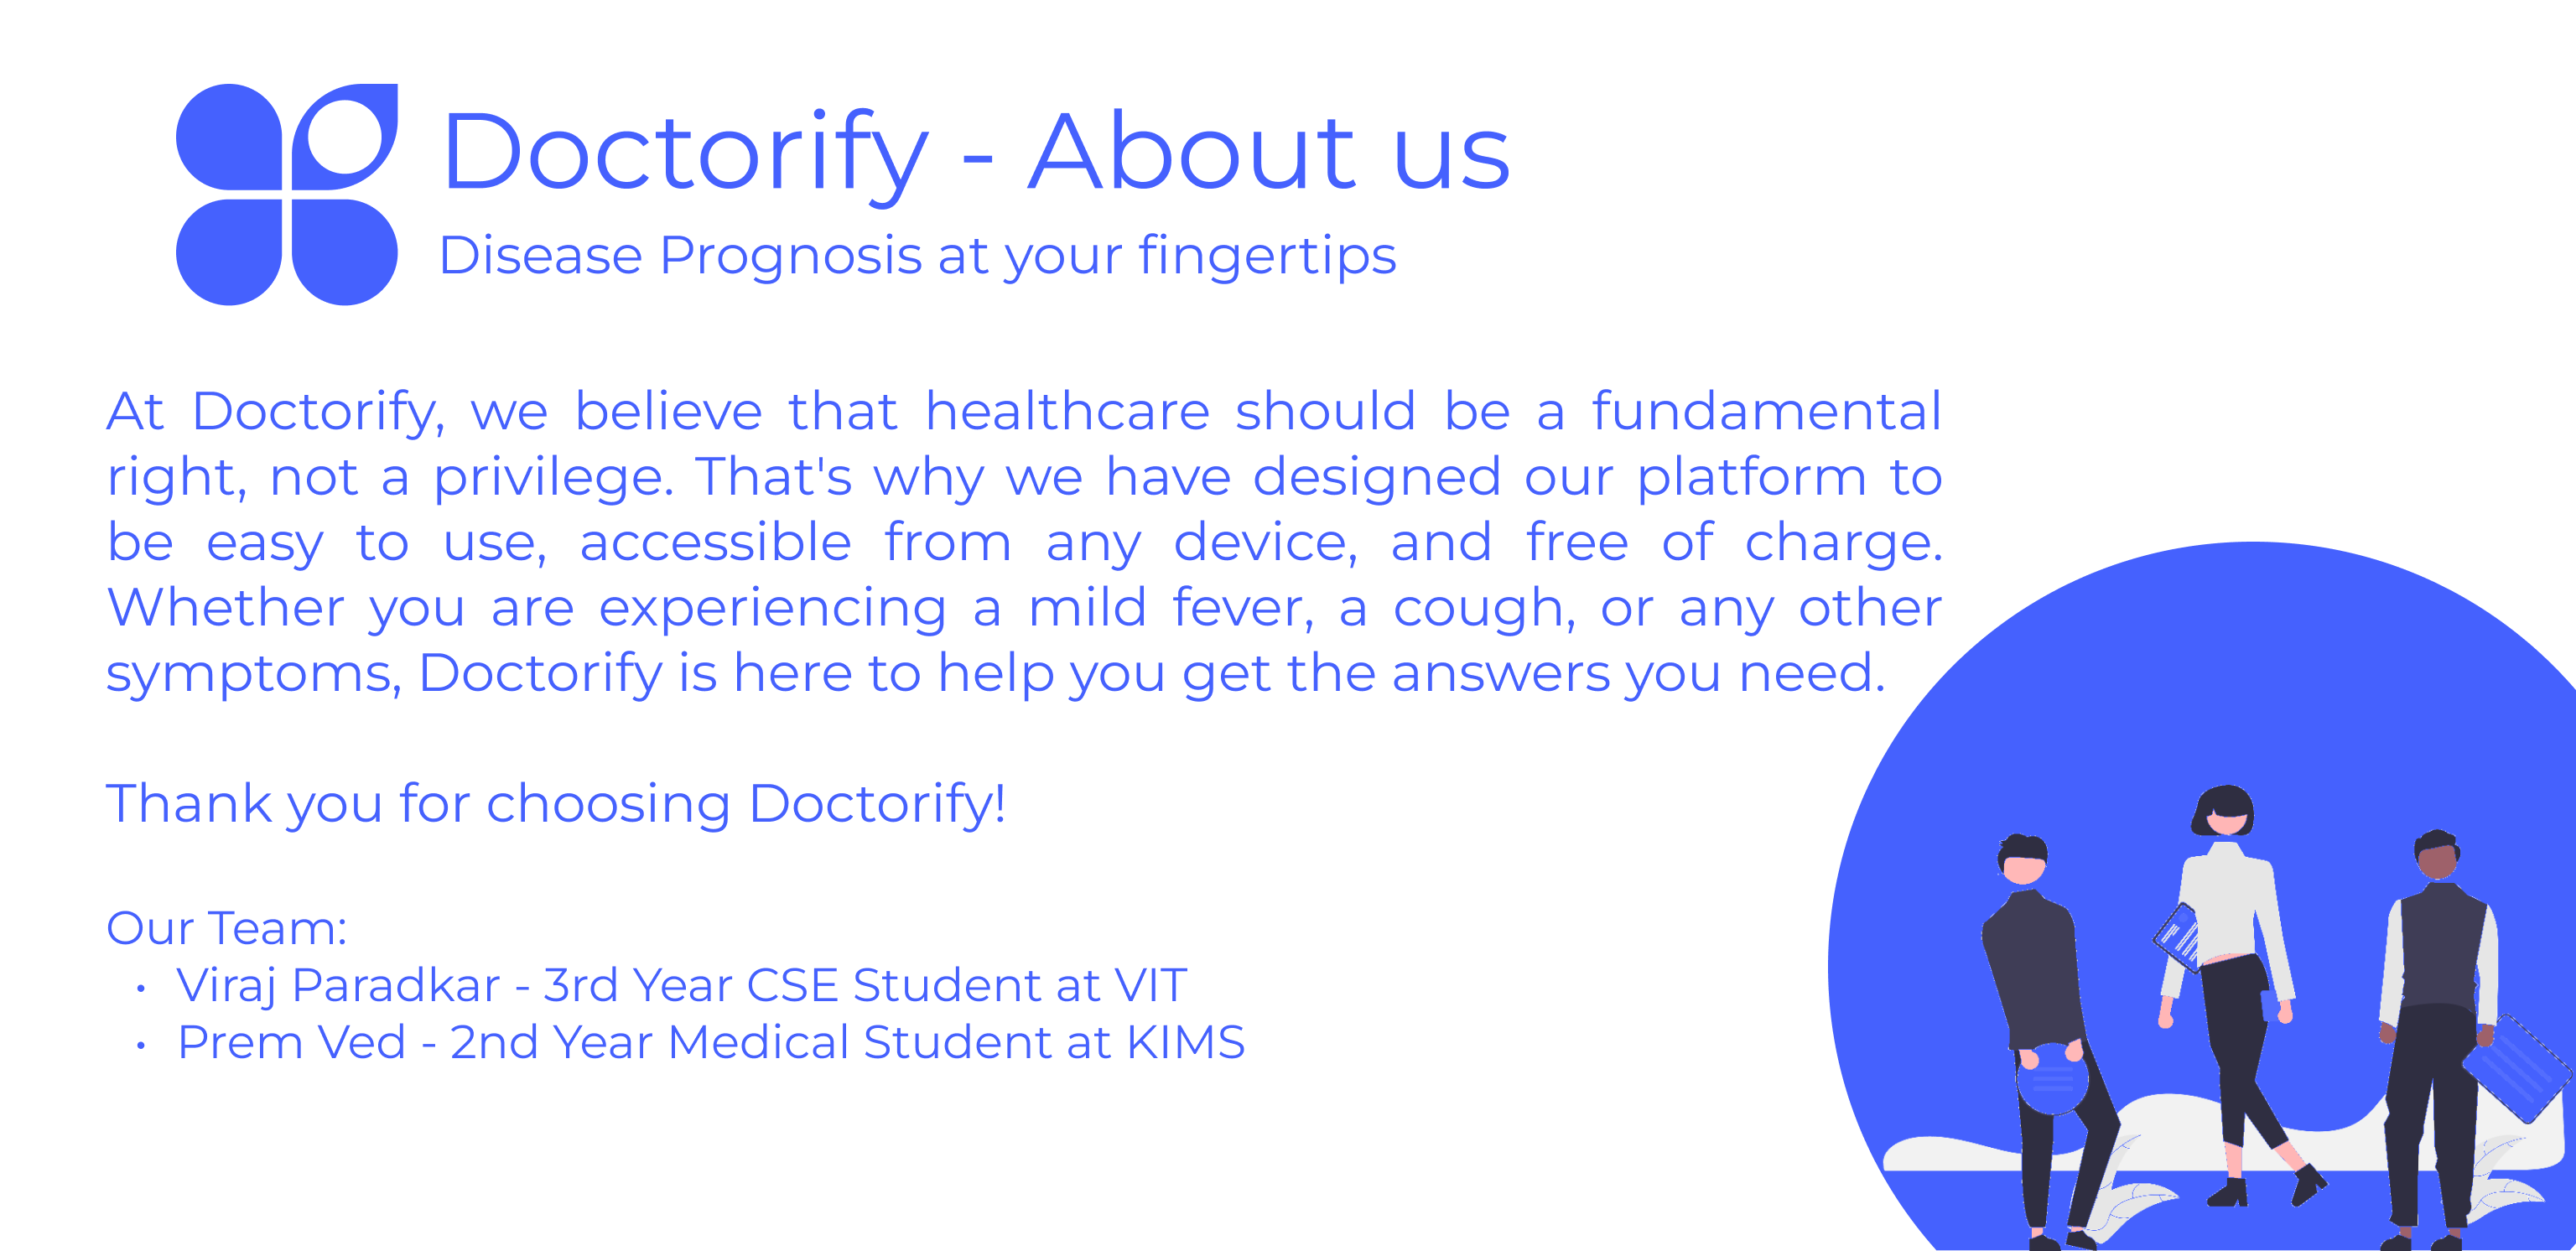 Doctorify - About us
Disease Prognosis at your fingertips
At Doctorify, we believe that healthcare should be a fundamental
right, not a privilege. That's why we have designed our platform to
be easy to use, accessible from any device, and free of charge.
Whether you are experiencing a mild fever, a cough, or any other
symptoms, Doctorify is here to help you get the answers you need.
Thank you for choosing Doctorify!
Our Team:
• Viraj Paradkar - 3rd Year CSE Student at VIT
• Prem Ved - 2nd Year Medical Student at KIMS